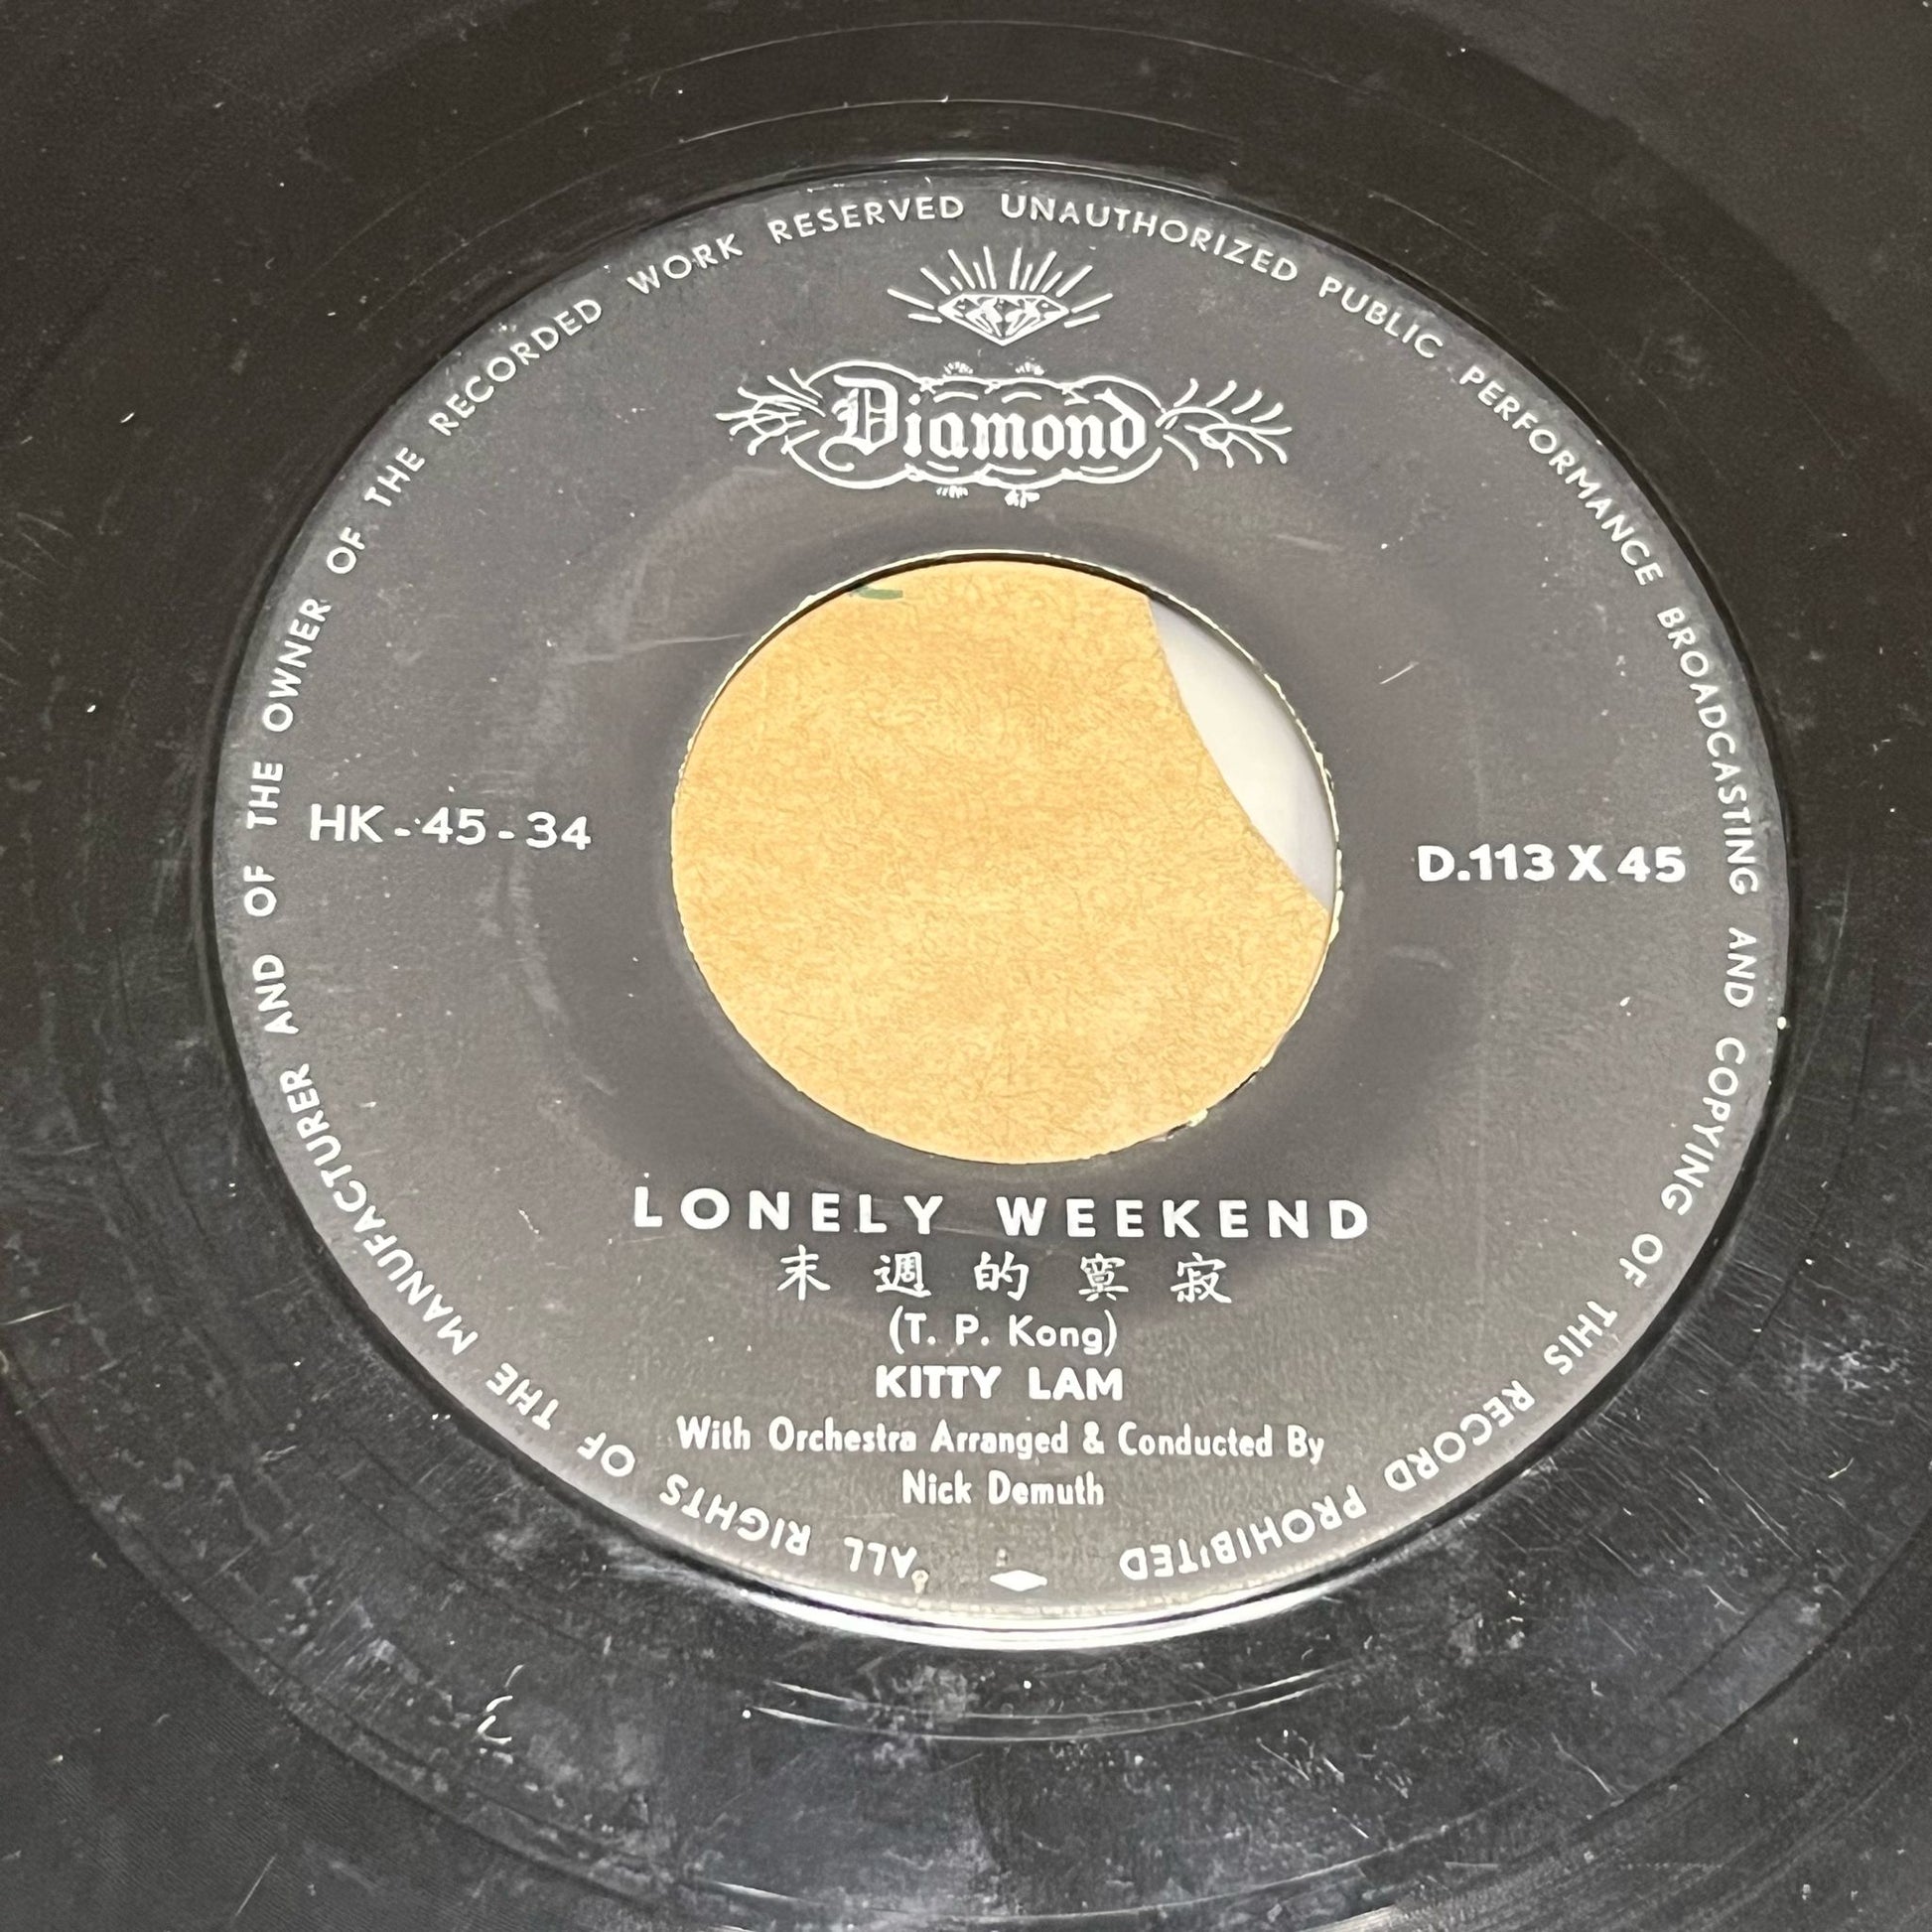 ALL RIGHTS OF THE MANUFACTURER AND OF THE OWNER OF THE RECORDED WORK RESERVED UNAUTHORIZED PUBLIC PERFORMANCE BROADCASTING AND COPYING OF THIS RECORD PROHIBITED
Diamond
HK-45-34
D.113 X 45
LONELY WEEKEND
末週的寞寂
(T. P. Kong)
KITTY LAM
With Orchestra Arranged & Conducted By
Nick Demuth